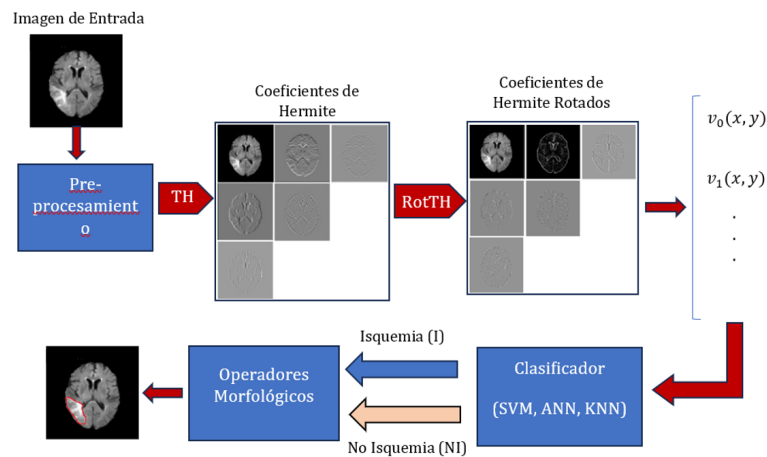 Imagen de Entrada
Pre-
procesamient
o
TH
Coeficientes de
Hermite
RotTH
Coeficientes de
Hermite Rotados
v₀(x, y)
v₁(x, y)
.
.
.
Clasificador
(SVM, ANN, KNN)
Isquemia (I)
No Isquemia (NI)
Operadores
Morfológicos